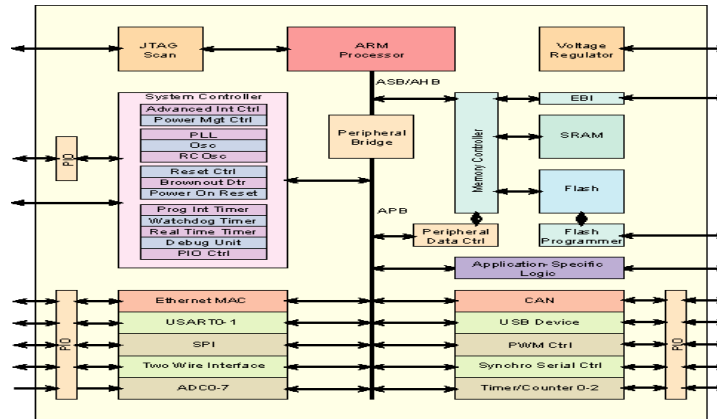 JTAG
Scan
ARM
Processor
Voltage
Regulator
ASB/AHB
System Controller
Advanced Int Ctrl
Power Mgt Ctrl
PLL
Osc
RC Osc
Reset Ctrl
Brownout Dtr
Power On Reset
Prog Int Timer
Watchdog Timer
Real Time Timer
Debug Unit
PIO Ctrl
PIO
Peripheral
Bridge
APB
Memory Controller
EBI
SRAM
Flash
Peripheral
Data Ctrl
Flash
Programmer
Application-Specific
Logic
PIO
Ethernet MAC
USART0-1
SPI
Two Wire Interface
ADC0-7
CAN
USB Device
PWM Ctrl
Synchro Serial Ctrl
Timer/Counter 0-2
PIO